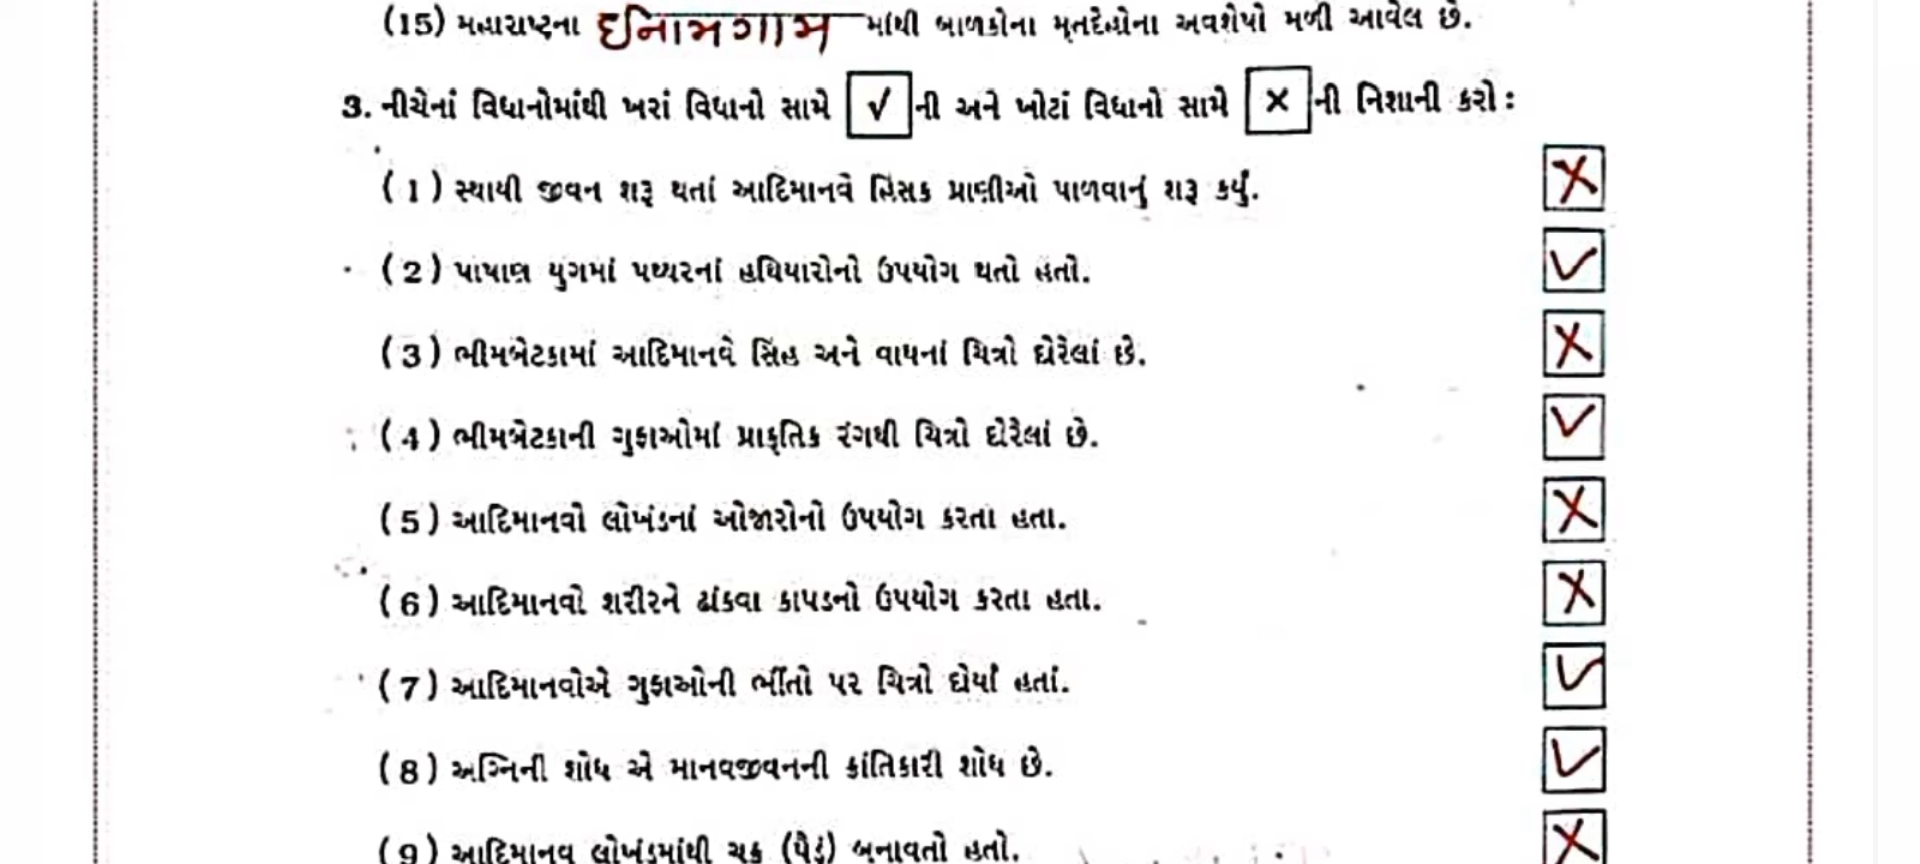 (15) મહારાષ્ટ્રના ઈનામગામ માંથી બાળકોના મૃતદેહોના અવશેષો મળી આવેલ છે.
3. નીચેનાં વિધાનોમાંથી ખરાં વિધાનો સામે ✓ ની અને ખોટાં વિધાનો સામે × ની નિશાની કરો :
(1) સ્થાયી જીવન શરૂ થતાં આદિમાનવે હિંસક પ્રાણીઓ પાળવાનું શરૂ કર્યું. ×
(2) પાષાણ યુગમાં પથ્થરનાં હથિયારોનો ઉપયોગ થતો હતો. ✓
(3) ભીમબેટકામાં આદિમાનવે સિંહ અને વાઘનાં ચિત્રો દોરેલાં છે. ×
(4) ભીમબેટકાની ગુફાઓમાં પ્રાકૃતિક રંગથી ચિત્રો દોરેલાં છે. ✓
(5) આદિમાનવો લોખંડનાં ઓજારોનો ઉપયોગ કરતા હતા. ×
(6) આદિમાનવો શરીરને ઢાંકવા કાપડનો ઉપયોગ કરતા હતા. ×
(7) આદિમાનવોએ ગુફાઓની ભીંતો પર ચિત્રો દોર્યાં હતાં. ✓
(8) અગ્નિની શોધ એ માનવજીવનની ક્રાંતિકારી શોધ છે. ✓
(9) આદિમાનવ લોખંડમાંથી ચક્ર (પૈડું) બનાવતો હતો. ×